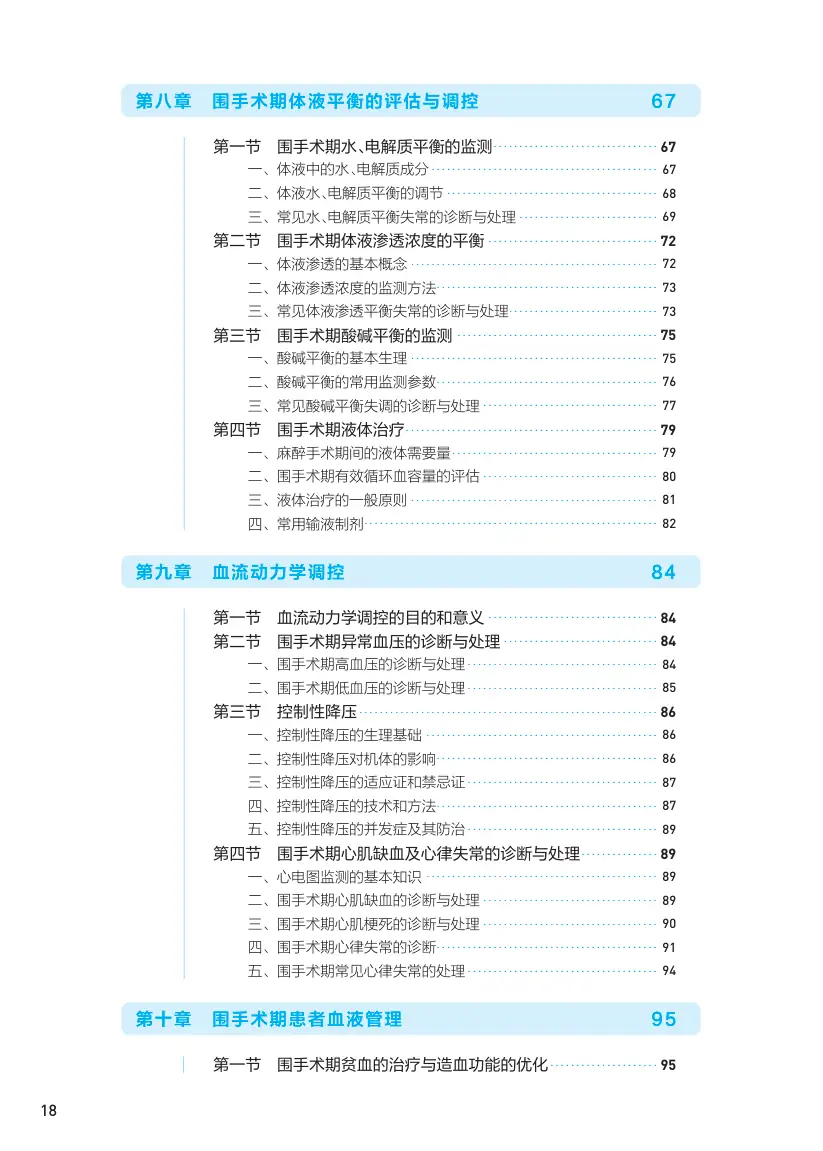 第八章 围手术期体液平衡的评估与调控 67
第一节 围手术期水、电解质平衡的监测 67
一、体液中的水、电解质成分 67
二、体液水、电解质平衡的调节 68
三、常见水、电解质平衡失常的诊断与处理 69
第二节 围手术期体液渗透浓度的平衡 72
一、体液渗透的基本概念 72
二、体液渗透浓度的监测方法 73
三、常见体液渗透平衡失常的诊断与处理 73
第三节 围手术期酸碱平衡的监测 75
一、酸碱平衡的基本生理 75
二、酸碱平衡的常用监测参数 76
三、常见酸碱平衡失调的诊断与处理 77
第四节 围手术期液体治疗 79
一、麻醉手术期间的液体需要量 79
二、围手术期有效循环血容量的评估 80
三、液体治疗的一般原则 81
四、常用输液制剂 82
第九章 血流动力学调控 84
第一节 血流动力学调控的目的和意义 84
第二节 围手术期异常血压的诊断与处理 84
一、围手术期高血压的诊断与处理 84
二、围手术期低血压的诊断与处理 85
第三节 控制性降压 86
一、控制性降压的生理基础 86
二、控制性降压对机体的影响 86
三、控制性降压的适应证和禁忌证 87
四、控制性降压的技术和方法 87
五、控制性降压的并发症及其防治 89
第四节 围手术期心肌缺血及心律失常的诊断与处理 89
一、心电图监测的基本知识 89
二、围手术期心肌缺血的诊断与处理 89
三、围手术期心肌梗死的诊断与处理 90
四、围手术期心律失常的诊断 91
五、围手术期常见心律失常的处理 94
第十章 围手术期患者血液管理 95
第一节 围手术期贫血的治疗与造血功能的优化 95
18